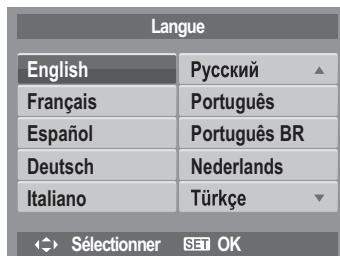 Langue
English Русский
Français Português
Español Português BR
Deutsch Nederlands
Italiano Türkçe
Sélectionner SET OK